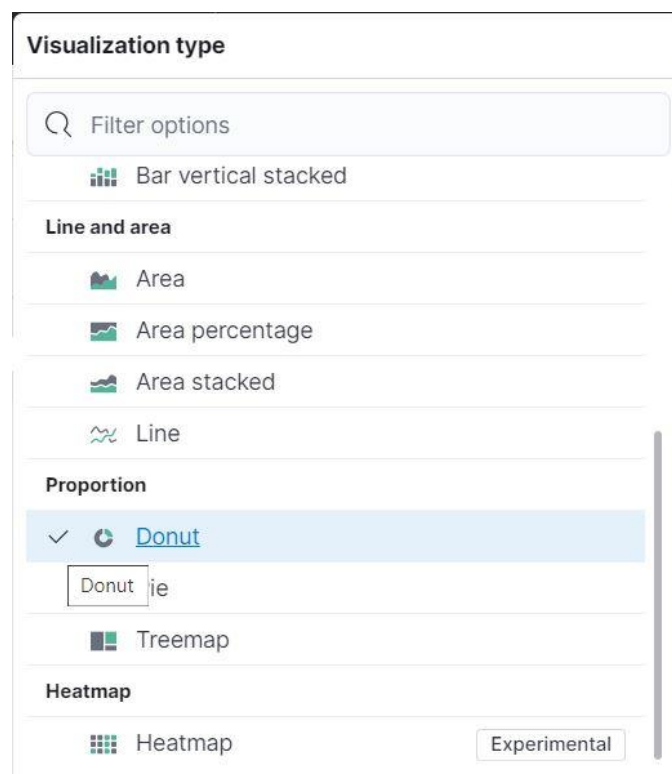 Visualization type
Filter options
Bar vertical stacked
Line and area
Area
Area percentage
Area stacked
Line
Proportion
Donut
Donut ie
Treemap
Heatmap
Heatmap Experimental